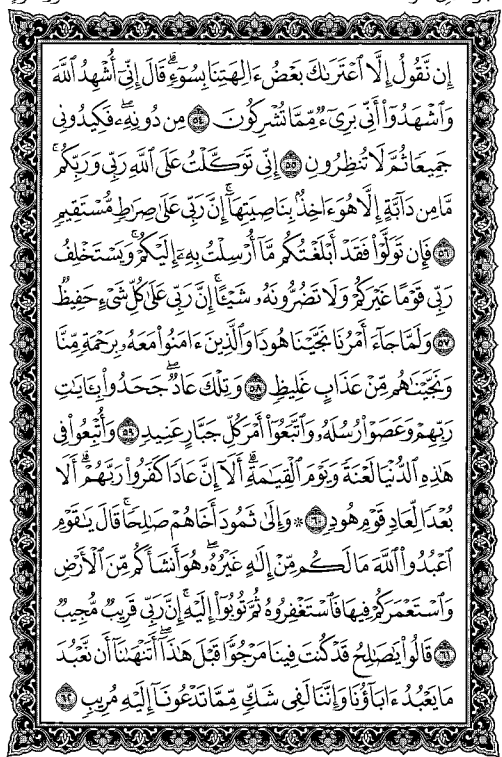 إِن نَّقُولُ إِلَّا ٱعْتَرَىٰكَ بَعْضُ ءَالِهَتِنَا بِسُوٓءٍۗ قَالَ إِنِّىٓ أُشْهِدُ ٱللَّهَ
وَٱشْهَدُوٓا۟ أَنِّى بَرِىٓءٌ مِّمَّا تُشْرِكُونَ ٥٤ مِن دُونِهِۦۖ فَكِيدُونِى
جَمِيعًا ثُمَّ لَا تُنظِرُونِ ٥٥ إِنِّى تَوَكَّلْتُ عَلَى ٱللَّهِ رَبِّى وَرَبِّكُمۚ
مَّا مِن دَآبَّةٍ إِلَّا هُوَ ءَاخِذٌۢ بِنَاصِيَتِهَآۚ إِنَّ رَبِّى عَلَىٰ صِرَٰطٍ مُّسْتَقِيمٍ
٥٦ فَإِن تَوَلَّوْا۟ فَقَدْ أَبْلَغْتُكُم مَّآ أُرْسِلْتُ بِهِۦٓ إِلَيْكُمْۚ وَيَسْتَخْلِفُ
رَبِّى قَوْمًا غَيْرَكُمْ وَلَا تَضُرُّونَهُۥ شَيْـًٔاۚ إِنَّ رَبِّى عَلَىٰ كُلِّ شَىْءٍ حَفِيظٌ
٥٧ وَلَمَّا جَآءَ أَمْرُنَا نَجَّيْنَا هُودًا وَٱلَّذِينَ ءَامَنُوا۟ مَعَهُۥ بِرَحْمَةٍ مِّنَّا
وَنَجَّيْنَٰهُم مِّنْ عَذَابٍ غَلِيظٍ ٥٨ وَتِلْكَ عَادٌۖ جَحَدُوا۟ بِـَٔايَٰتِ
رَبِّهِمْ وَعَصَوْا۟ رُسُلَهُۥ وَٱتَّبَعُوٓا۟ أَمْرَ كُلِّ جَبَّارٍ عَنِيدٍ ٥٩ وَأُتْبِعُوا۟ فِى
هَٰذِهِ ٱلدُّنْيَا لَعْنَةً وَيَوْمَ ٱلْقِيَٰمَةِۗ أَلَآ إِنَّ عَادًا كَفَرُوا۟ رَبَّهُمْۗ أَلَا
بُعْدًا لِّعَادٍ قَوْمِ هُودٍ ٦٠ ۞ وَإِلَىٰ ثَمُودَ أَخَاهُمْ صَٰلِحًاۚ قَالَ يَٰقَوْمِ
ٱعْبُدُوا۟ ٱللَّهَ مَا لَكُم مِّنْ إِلَٰهٍ غَيْرُهُۥۖ هُوَ أَنشَأَكُم مِّنَ ٱلْأَرْضِ
وَٱسْتَعْمَرَكُمْ فِيهَا فَٱسْتَغْفِرُوهُ ثُمَّ تُوبُوٓا۟ إِلَيْهِۚ إِنَّ رَبِّى قَرِيبٌ مُّجِيبٌ
٦١ قَالُوا۟ يَٰصَٰلِحُ قَدْ كُنتَ فِينَا مَرْجُوًّا قَبْلَ هَٰذَآۖ أَتَنْهَىٰنَآ أَن نَّعْبُدَ
مَا يَعْبُدُ ءَابَآؤُنَا وَإِنَّنَا لَفِى شَكٍّ مِّمَّا تَدْعُونَآ إِلَيْهِ مُرِيبٍ ٦٢